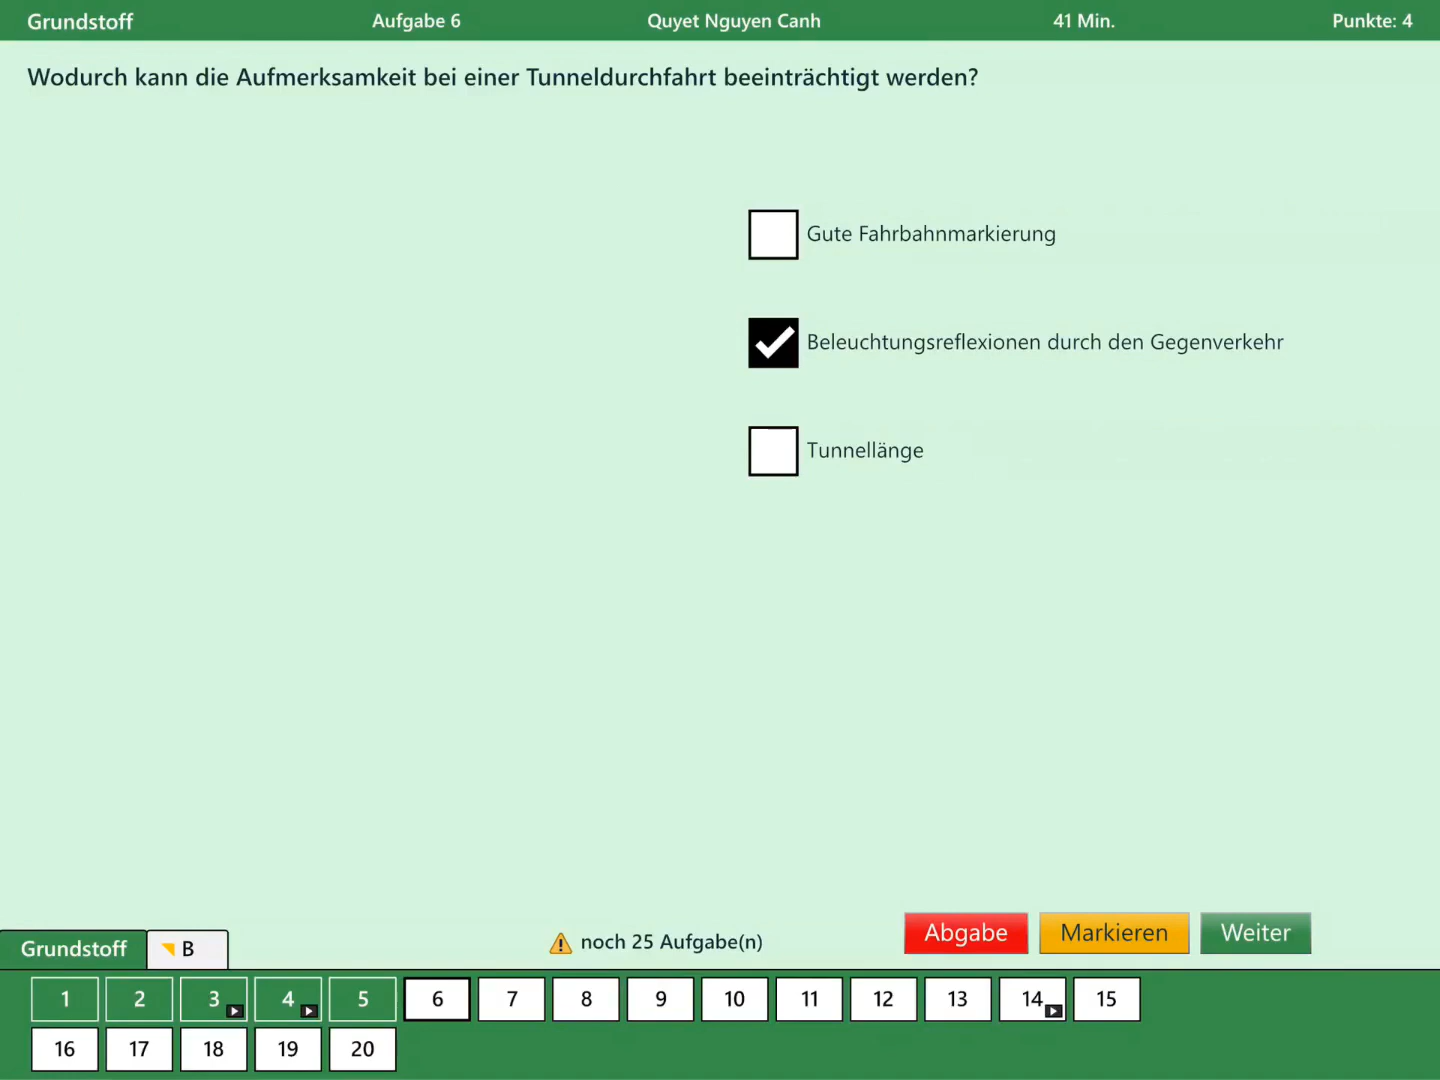 Grundstoff Aufgabe 6 Quyet Nguyen Canh 41 Min. Punkte: 4
Wodurch kann die Aufmerksamkeit bei einer Tunneldurchfahrt beeinträchtigt werden?
Gute Fahrbahnmarkierung
Beleuchtungsreflexionen durch den Gegenverkehr
Tunnellänge
Grundstoff B noch 25 Aufgabe(n) Abgabe Markieren Weiter
1 2 3 4 5 6 7 8 9 10 11 12 13 14 15
16 17 18 19 20